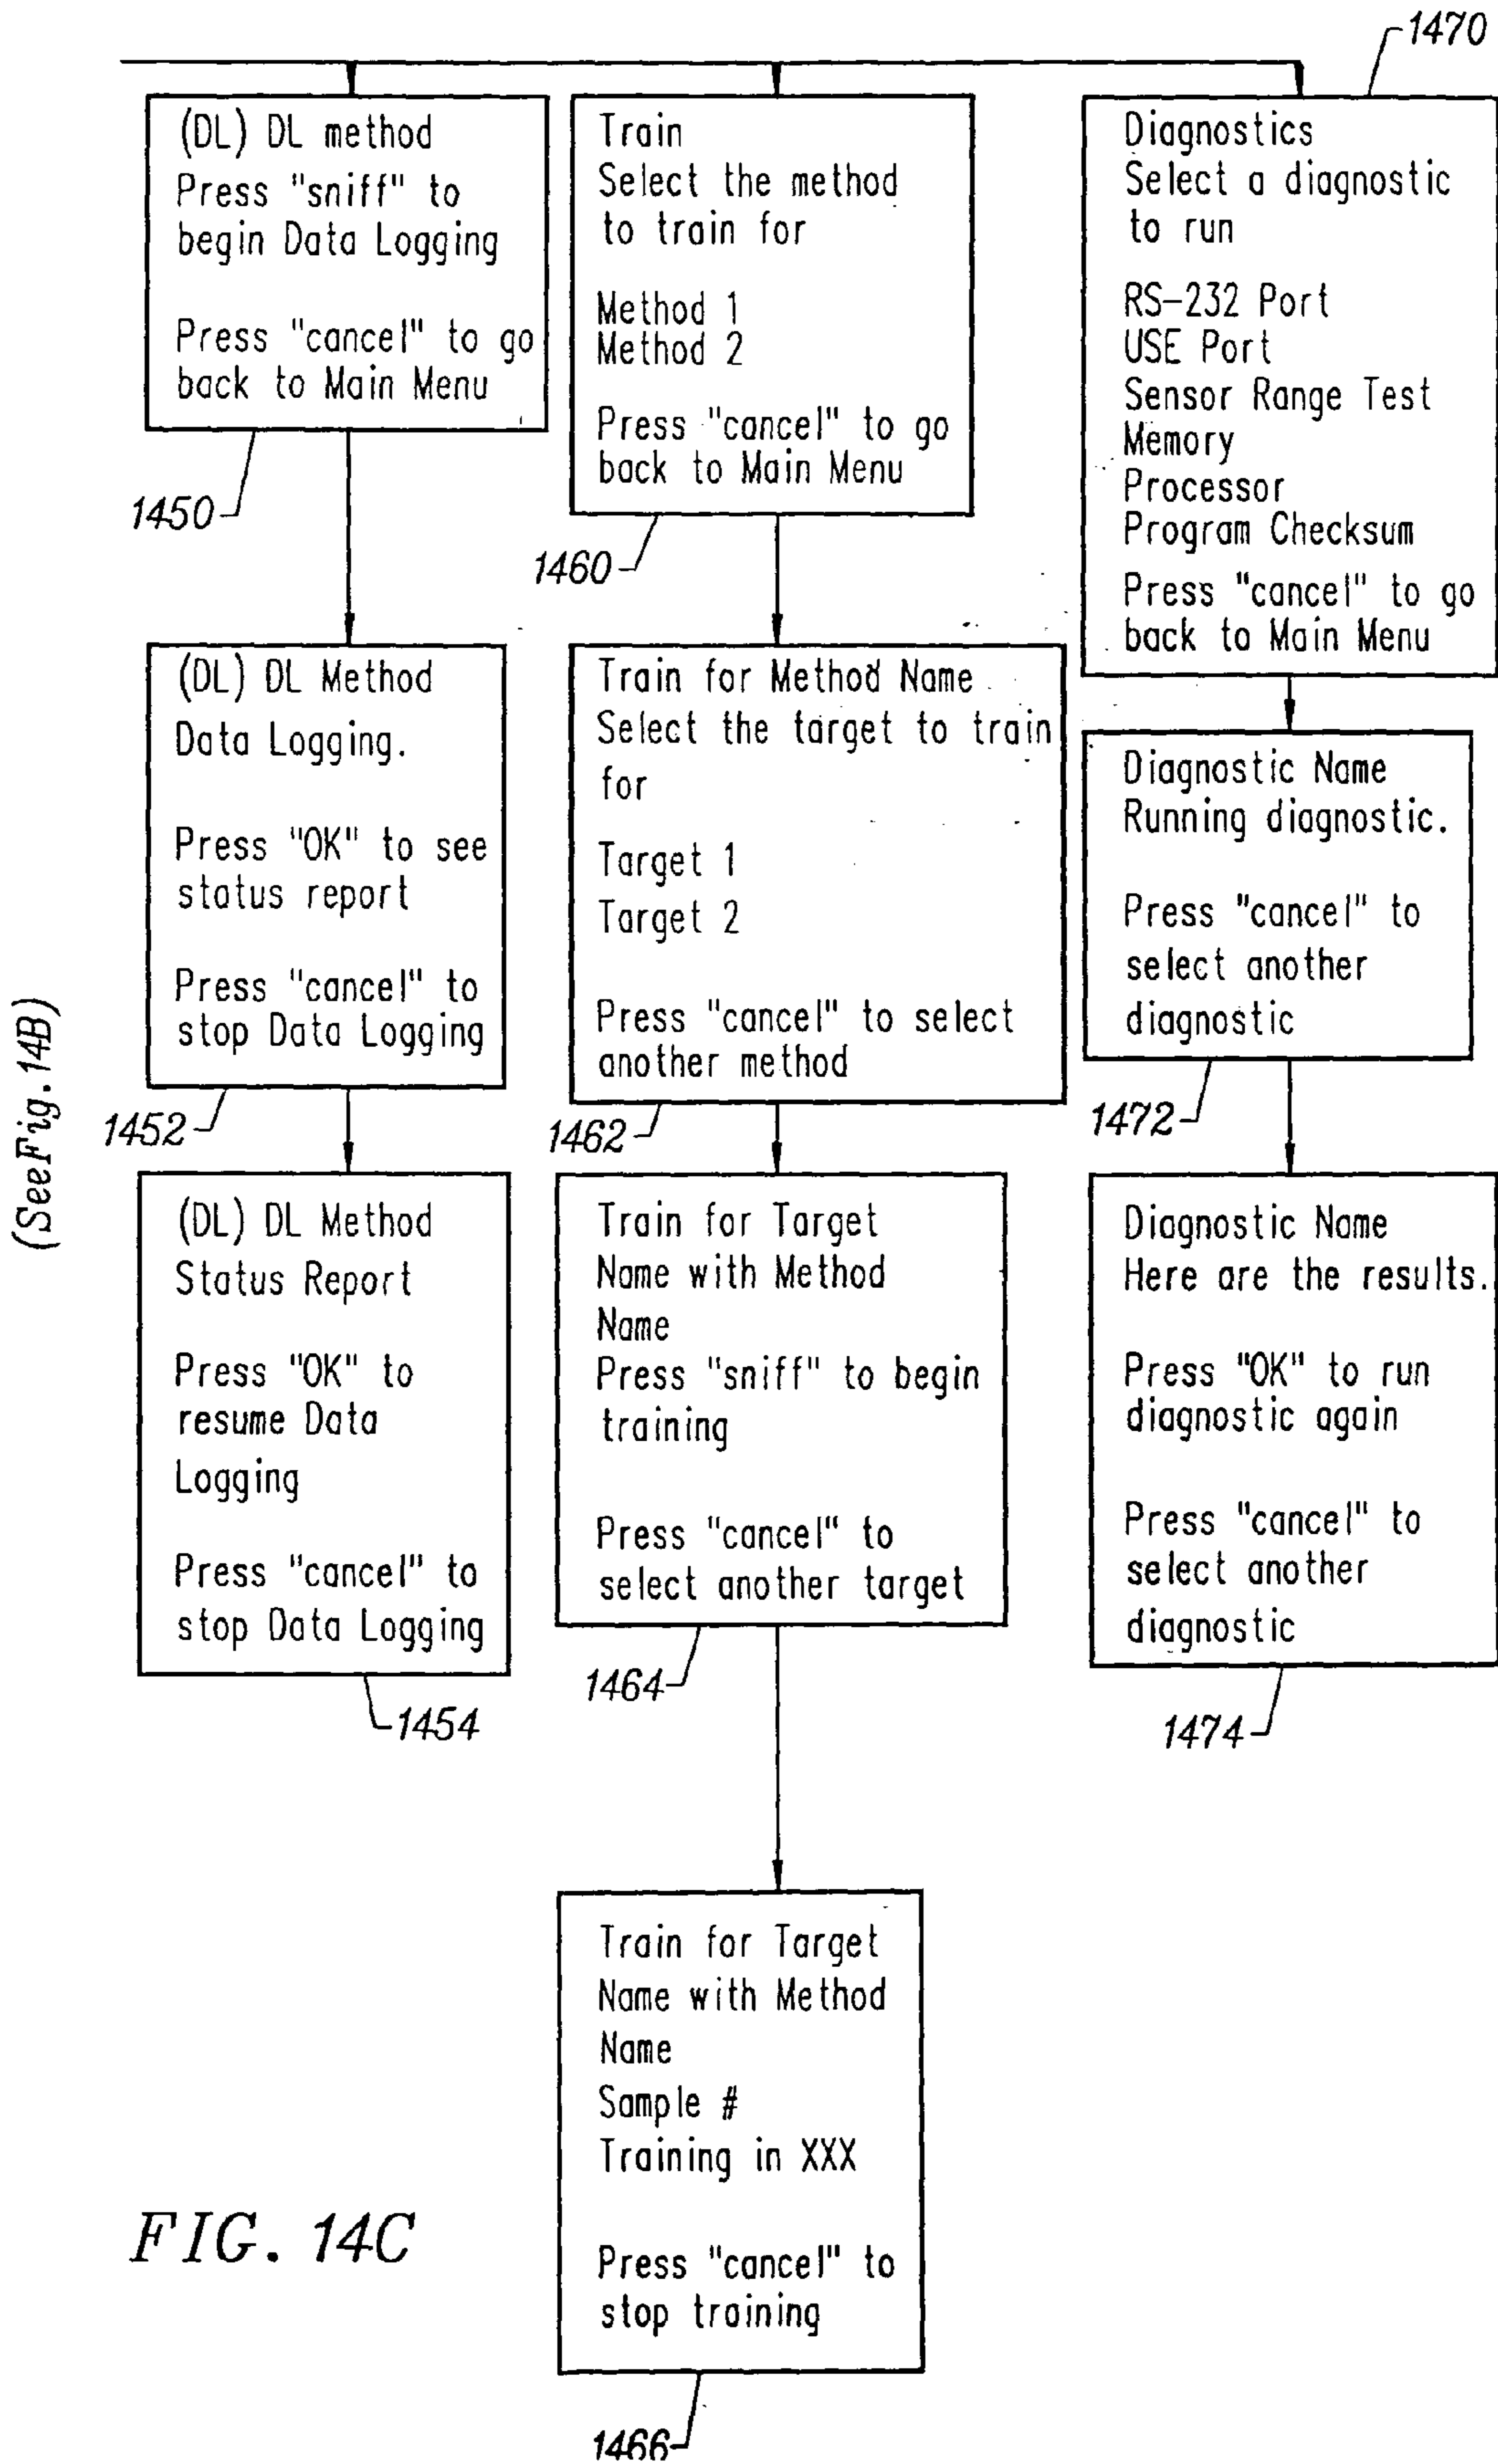 1470
(DL) DL method
Press "sniff" to
begin Data Logging
Press "cancel" to go
back to Main Menu
1450
(DL) DL Method
Data Logging.
Press "OK" to see
status report
Press "cancel" to
stop Data Logging
1452
(DL) DL Method
Status Report
Press "OK" to
resume Data
Logging
Press "cancel" to
stop Data Logging
1454
Train
Select the method
to train for
Method 1
Method 2
Press "cancel" to go
back to Main Menu
1460
Train for Method Name
Select the target to train
for
Target 1
Target 2
Press "cancel" to select
another method
1462
Train for Target
Name with Method
Name
Press "sniff" to begin
training
Press "cancel" to
select another target
1464
Train for Target
Name with Method
Name
Sample #
Training in XXX
Press "cancel" to
stop training
1466
Diagnostics
Select a diagnostic
to run
RS-232 Port
USE Port
Sensor Range Test
Memory
Processor
Program Checksum
Press "cancel" to go
back to Main Menu
Diagnostic Name
Running diagnostic.
Press "cancel" to
select another
diagnostic
1472
Diagnostic Name
Here are the results.
Press "OK" to run
diagnostic again
Press "cancel" to
select another
diagnostic
1474
(SeeFig.14B)
FIG. 14C